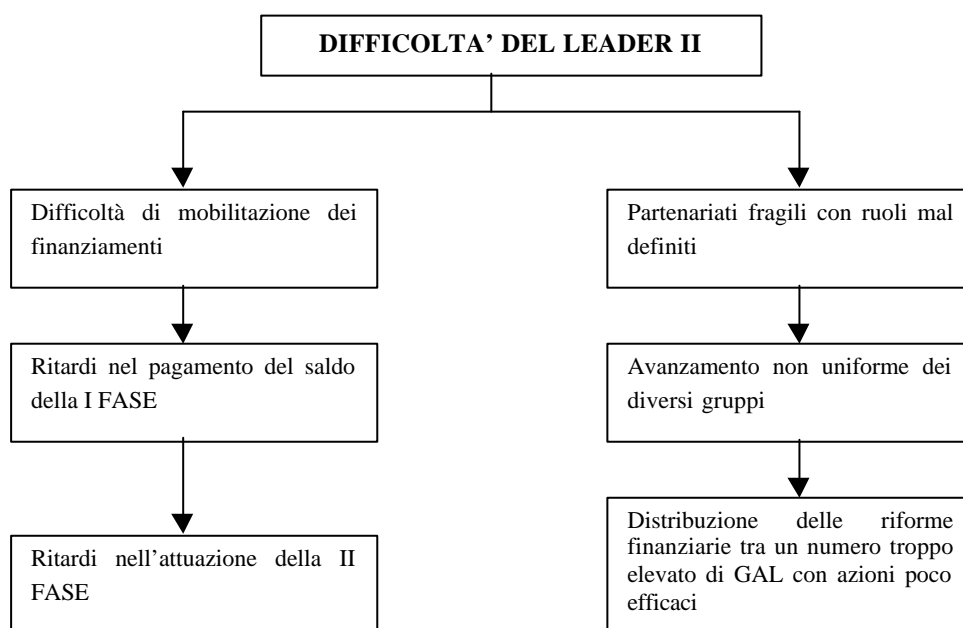 DIFFICOLTA’ DEL LEADER II
Difficoltà di mobilitazione dei
finanziamenti
Partenariati fragili con ruoli mal
definiti
Ritardi nel pagamento del saldo
della I FASE
Avanzamento non uniforme dei
diversi gruppi
Ritardi nell’attuazione della II
FASE
Distribuzione delle riforme
finanziarie tra un numero troppo
elevato di GAL con azioni poco
efficaci